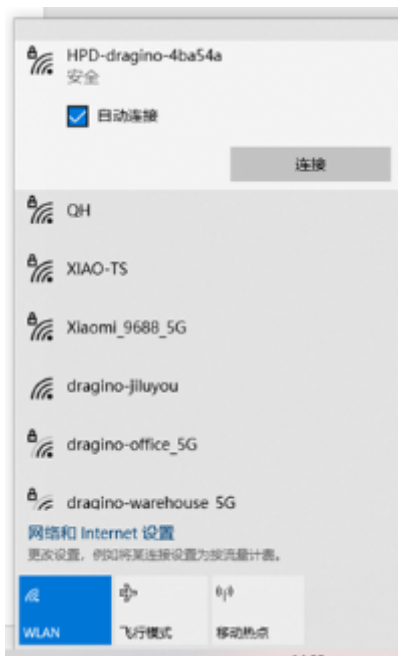 HPD-dragino-4ba54a
安全
自动连接
连接
QH
XIAO-TS
Xiaomi_9688_5G
dragino-jiluyou
dragino-office_5G
dragino-warehouse_5G
网络和 Internet 设置
更改设置，例如将某连接设置为按流量计费。
WLAN
飞行模式
移动热点